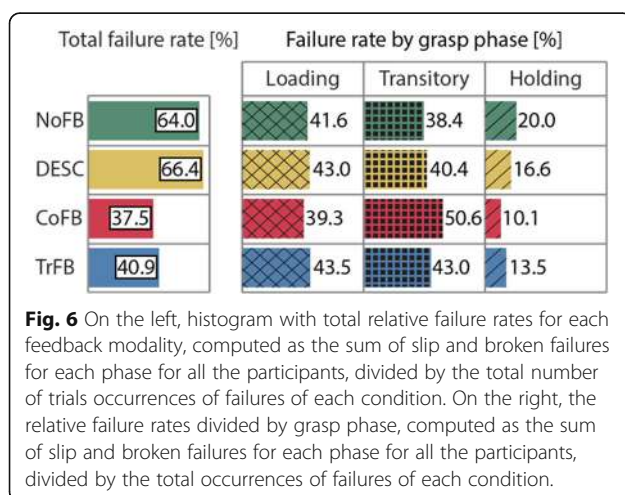 Total failure rate [%] Failure rate by grasp phase [%]
Loading Transitory Holding
NoFB 64.0 41.6 38.4 20.0
DESC 66.4 43.0 40.4 16.6
CoFB 37.5 39.3 50.6 10.1
TrFB 40.9 43.5 43.0 13.5
Fig. 6 On the left, histogram with total relative failure rates for each
feedback modality, computed as the sum of slip and broken failures
for each phase for all the participants, divided by the total number
of trials occurrences of failures of each condition. On the right, the
relative failure rates divided by grasp phase, computed as the sum
of slip and broken failures for each phase for all the participants,
divided by the total occurrences of failures of each condition.